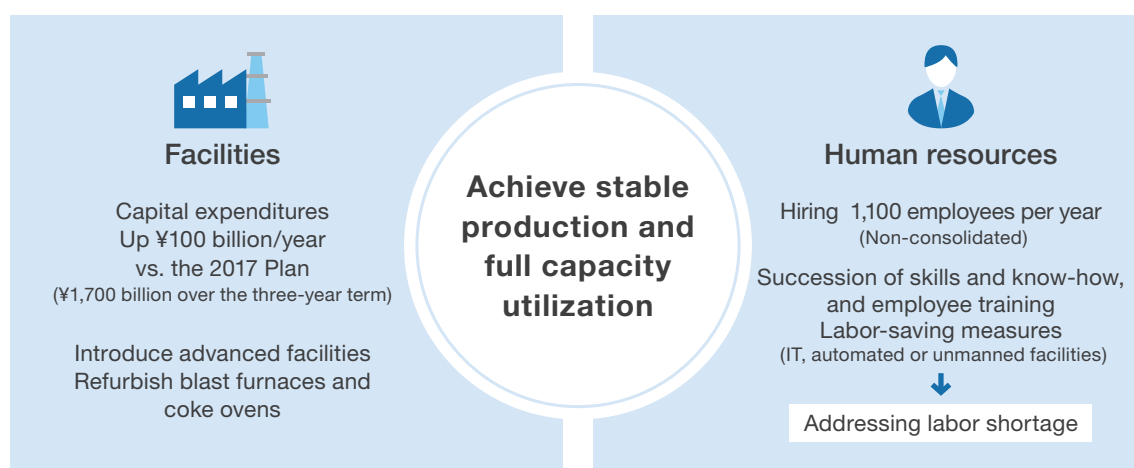 Facilities
Capital expenditures
Up ¥100 billion/year
vs. the 2017 Plan
(¥1,700 billion over the three-year term)
Introduce advanced facilities
Refurbish blast furnaces and
coke ovens
Achieve stable
production and
full capacity
utilization
Human resources
Hiring 1,100 employees per year
(Non-consolidated)
Succession of skills and know-how,
and employee training
Labor-saving measures
(IT, automated or unmanned facilities)
Addressing labor shortage